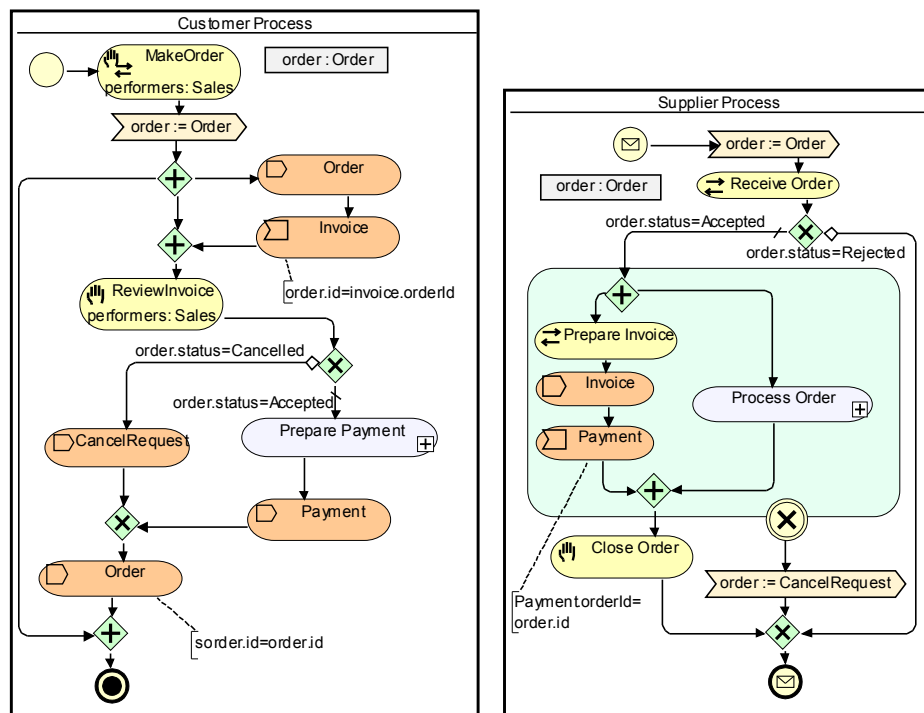 Customer Process
MakeOrder
performers: Sales
order : Order
order := Order
Order
Invoice
order.id=invoice.orderId
ReviewInvoice
performers: Sales
order.status=Cancelled
order.status=Accepted
CancelRequest
Prepare Payment
Payment
Order
sorder.id=order.id
Supplier Process
order := Order
order : Order
Receive Order
order.status=Accepted
order.status=Rejected
Prepare Invoice
Invoice
Process Order
Payment
Close Order
order := CancelRequest
Payment.orderId=
order.id